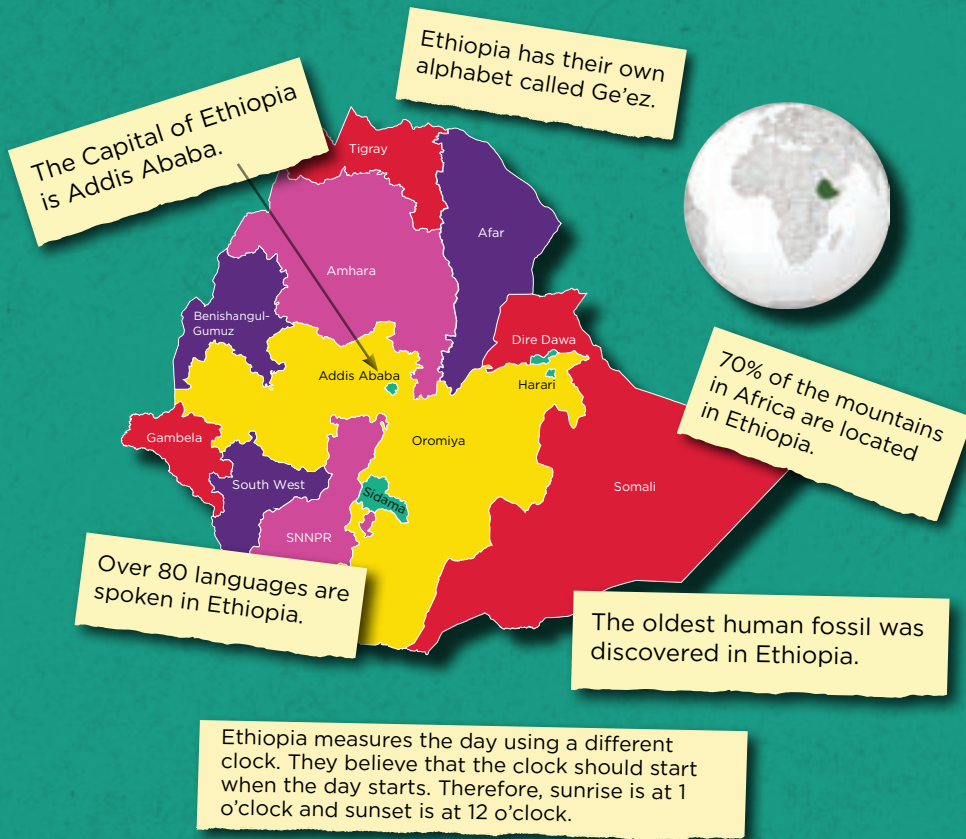 Ethiopia has their own
alphabet called Ge’ez.
The Capital of Ethiopia
is Addis Ababa.
Tigray
Afar
Amhara
Benishangul-
Gumuz
Dire Dawa
Addis Ababa
Harari
70% of the mountains
in Africa are located
in Ethiopia.
Gambela
Oromiya
South West
Somali
Sidama
SNNPR
Over 80 languages are
spoken in Ethiopia.
The oldest human fossil was
discovered in Ethiopia.
Ethiopia measures the day using a different
clock. They believe that the clock should start
when the day starts. Therefore, sunrise is at 1
o’clock and sunset is at 12 o’clock.